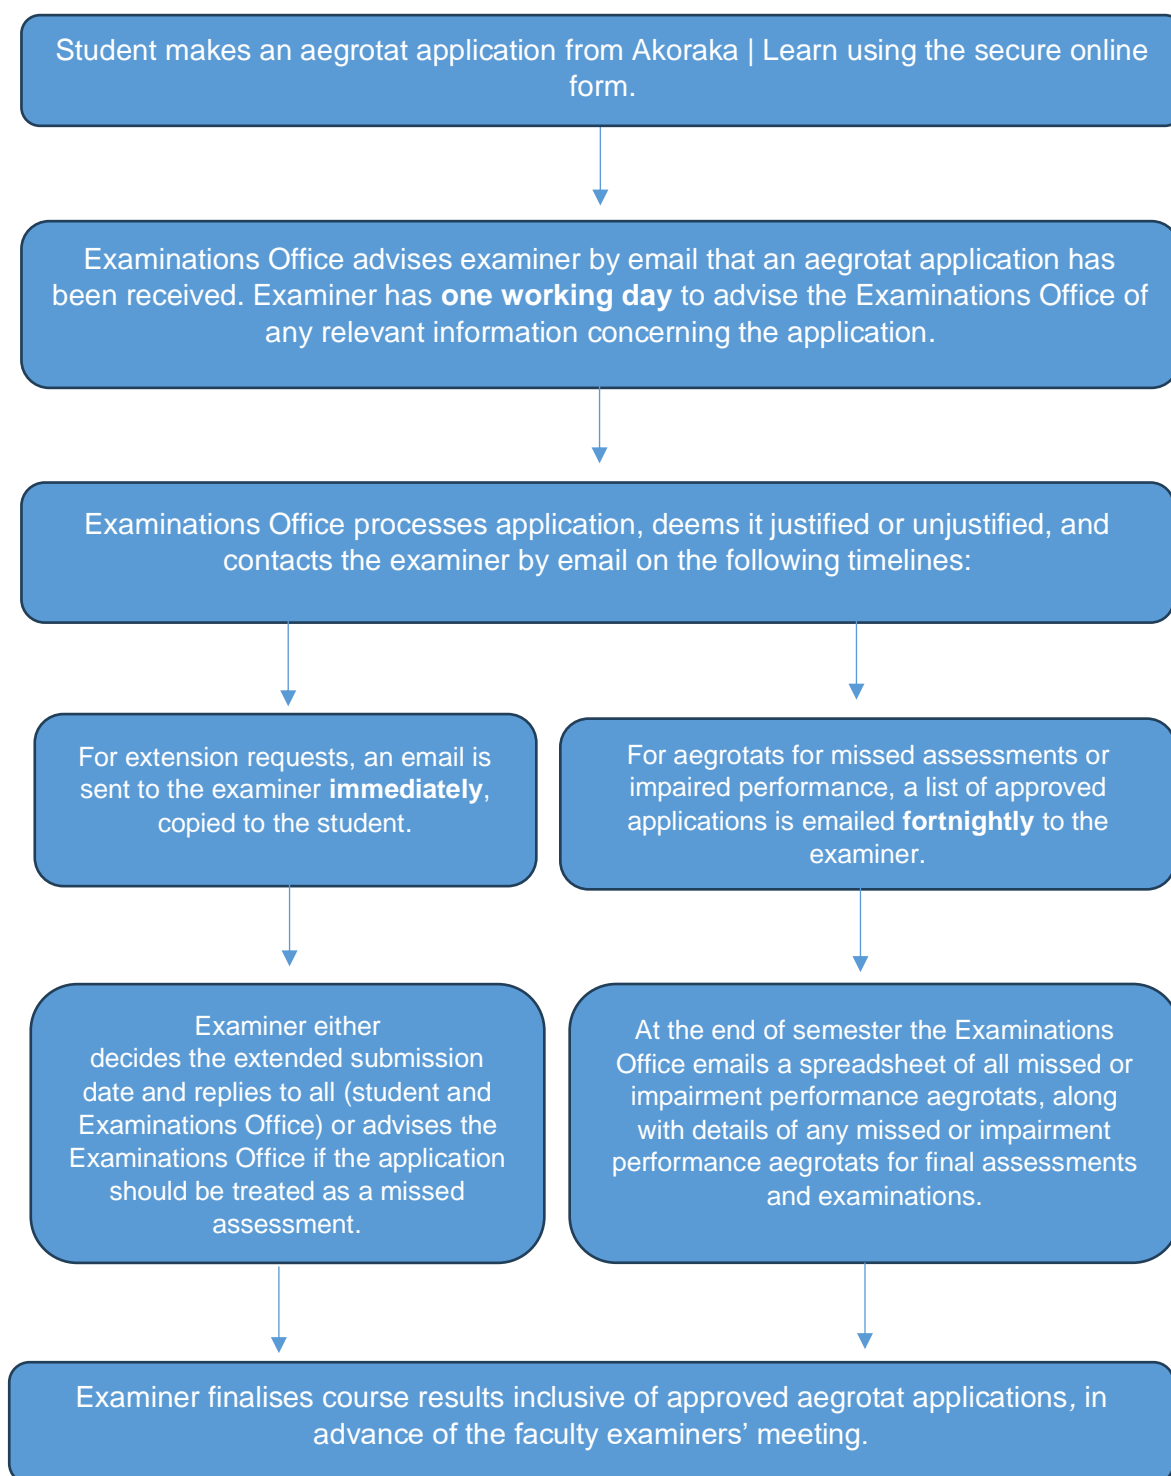 Student makes an aegrotat application from Akoraka | Learn using the secure online
form.
Examinations Office advises examiner by email that an aegrotat application has
been received. Examiner has one working day to advise the Examinations Office of
any relevant information concerning the application.
Examinations Office processes application, deems it justified or unjustified, and
contacts the examiner by email on the following timelines:
For extension requests, an email is
sent to the examiner immediately,
copied to the student.
For aegrotats for missed assessments or
impaired performance, a list of approved
applications is emailed fortnightly to the
examiner.
Examiner either
decides the extended submission
date and replies to all (student and
Examinations Office) or advises the
Examinations Office if the application
should be treated as a missed
assessment.
At the end of semester the Examinations
Office emails a spreadsheet of all missed or
impairment performance aegrotats, along
with details of any missed or impairment
performance aegrotats for final assessments
and examinations.
Examiner finalises course results inclusive of approved aegrotat applications, in
advance of the faculty examiners’ meeting.